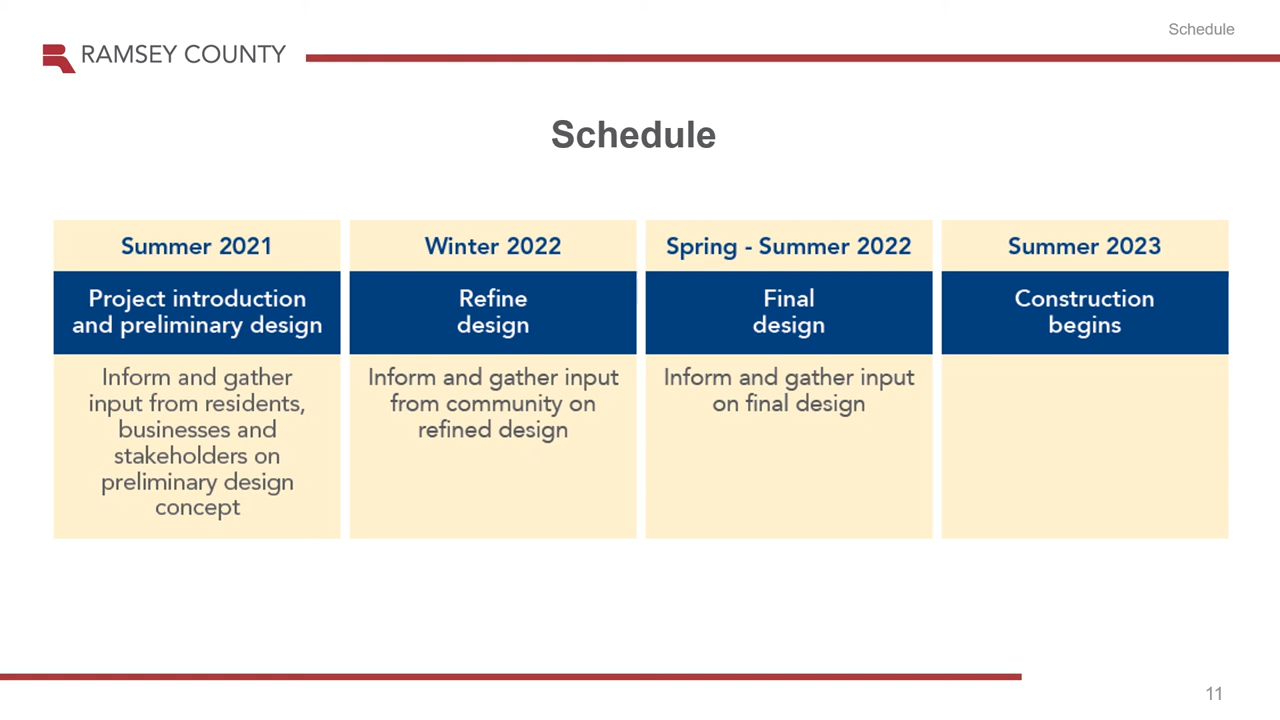 Schedule
RAMSEY COUNTY
Schedule
Summer 2021
Project introduction
and preliminary design
Inform and gather
input from residents,
businesses and
stakeholders on
preliminary design
concept
Winter 2022
Refine
design
Inform and gather input
from community on
refined design
Spring - Summer 2022
Final
design
Inform and gather input
on final design
Summer 2023
Construction
begins
11